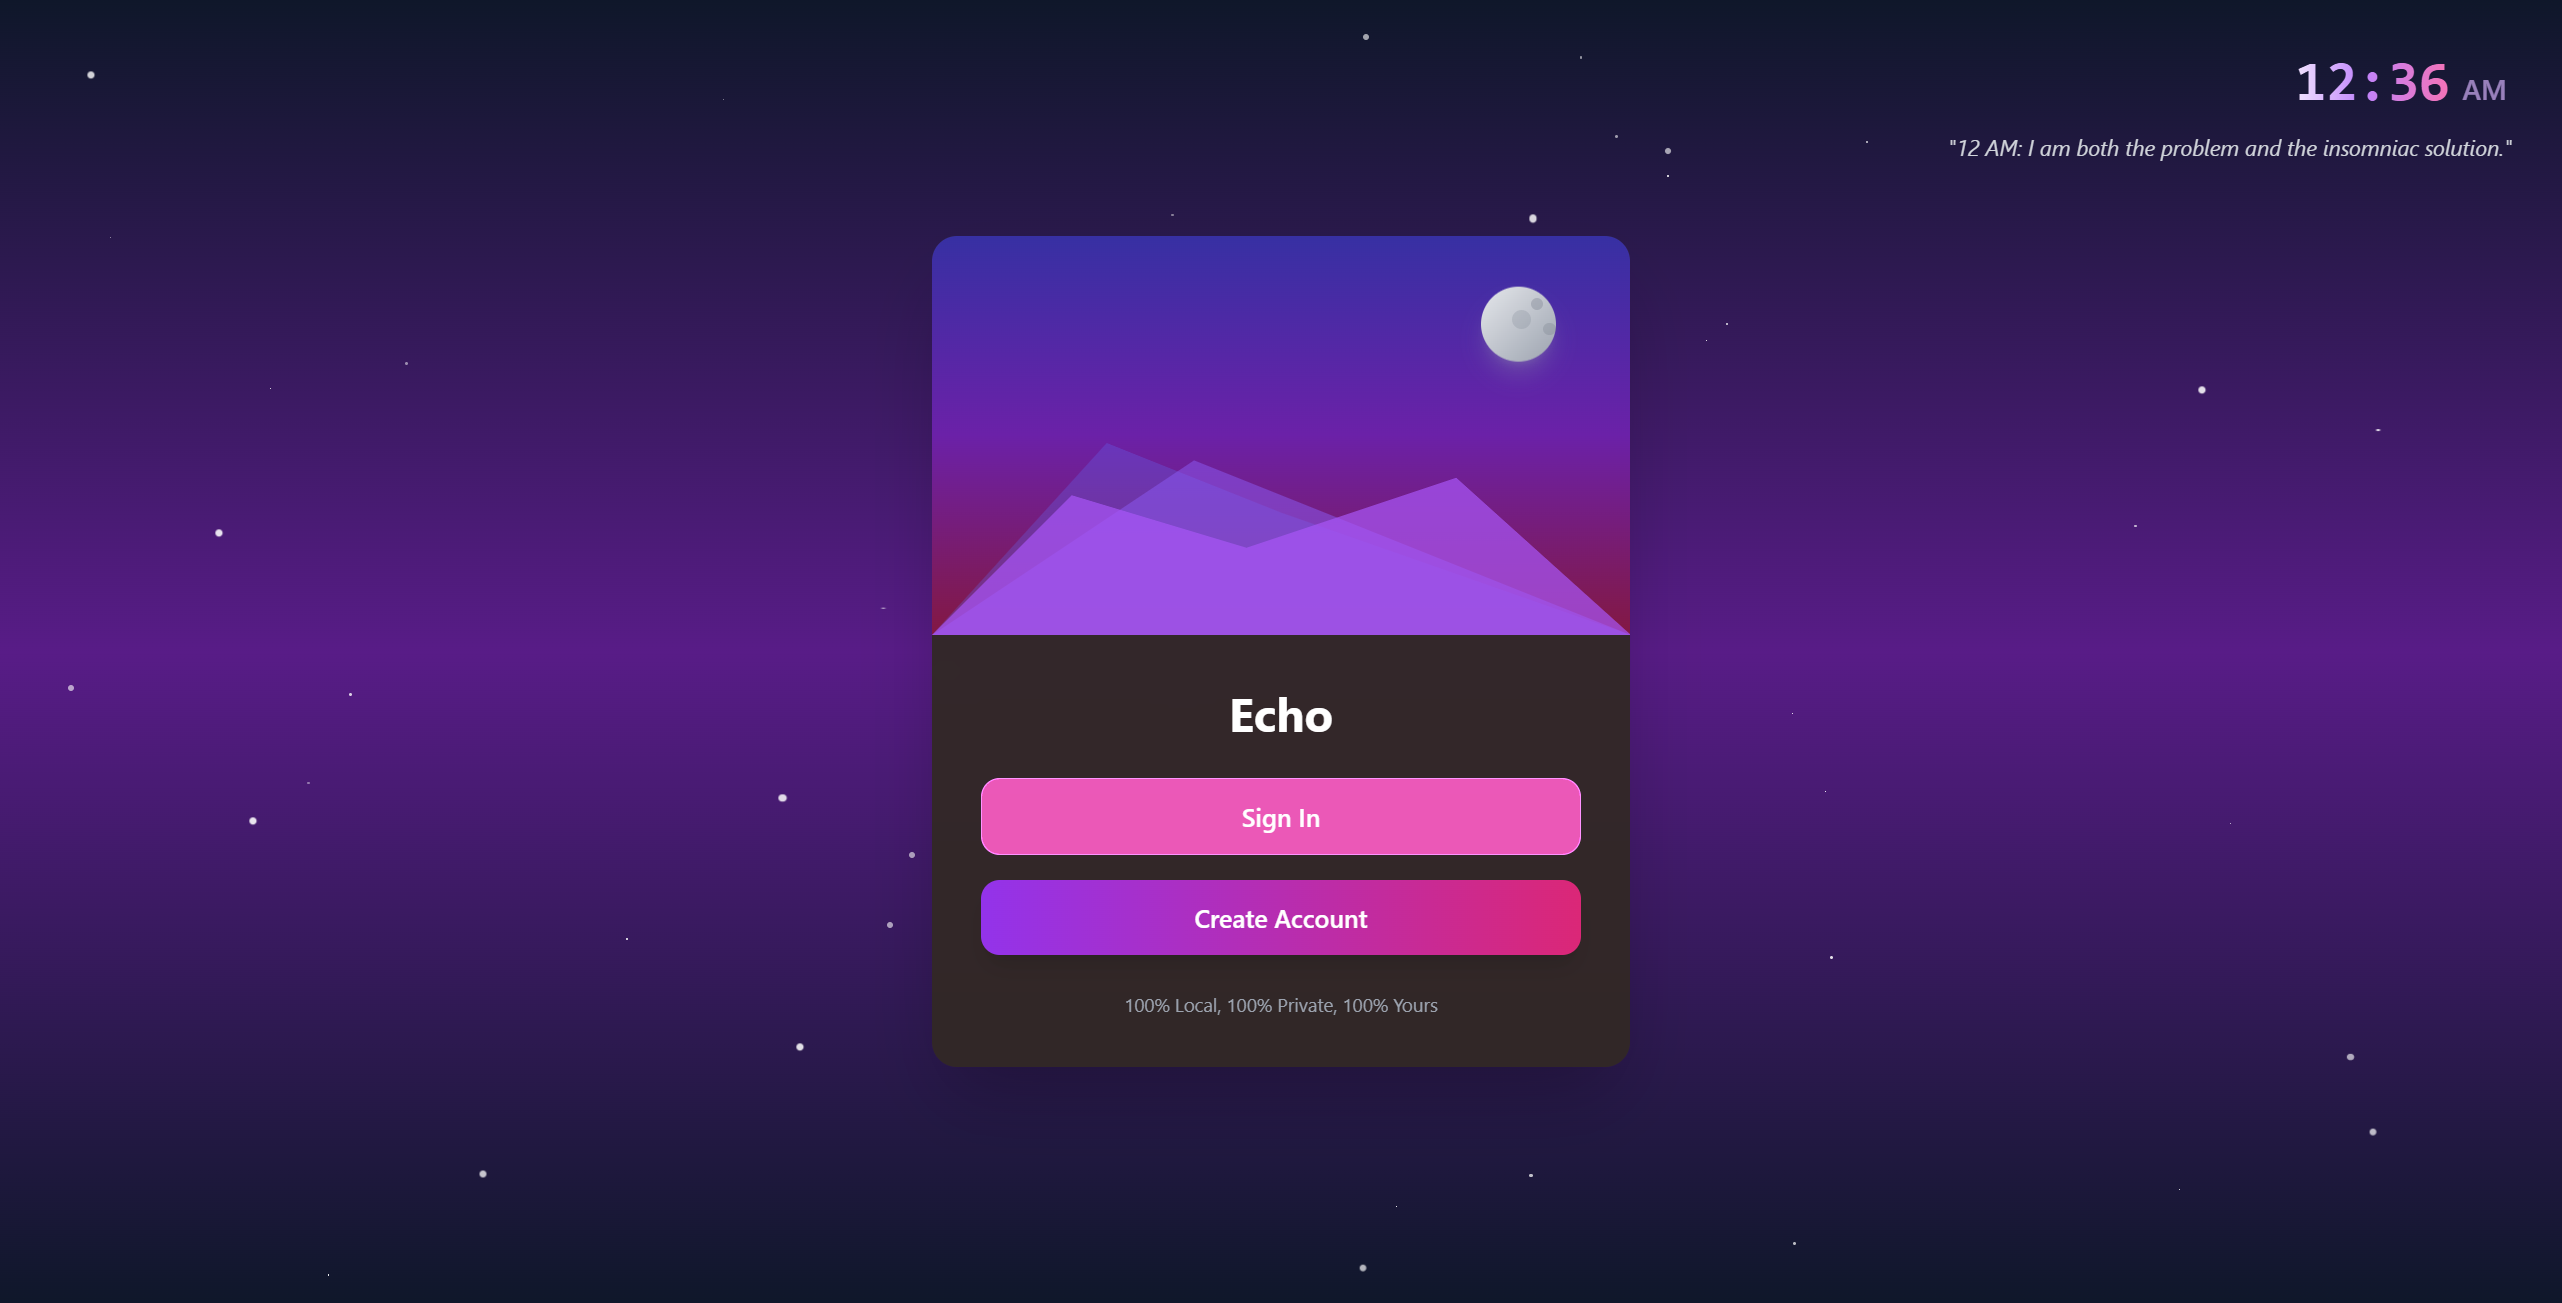 12:36 AM
"12 AM: I am both the problem and the insomniac solution."
Echo
Sign In
Create Account
100% Local, 100% Private, 100% Yours